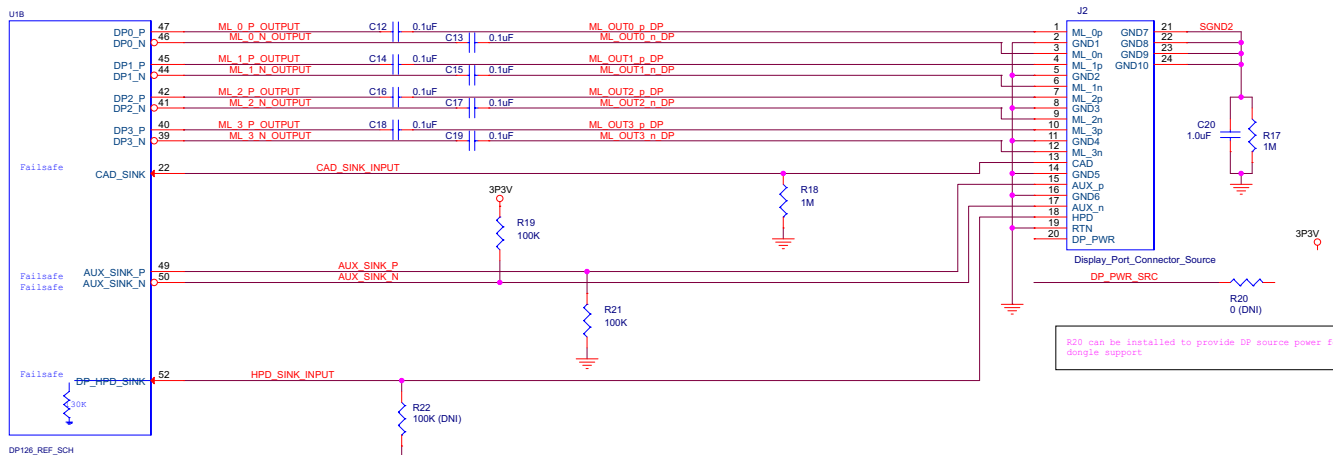 U1B
J2
DP0_P 47 ML_0_P_OUTPUT C12 0.1uF ML_OUT0_p_DP 1 ML_0p GND7 21 SGND2
DP0_N 46 ML_0_N_OUTPUT C13 0.1uF ML_OUT0_n_DP 2 GND1 GND8 22
3 ML_0n GND9 23
DP1_P 45 ML_1_P_OUTPUT C14 0.1uF ML_OUT1_p_DP 4 ML_1p GND10 24
DP1_N 44 ML_1_N_OUTPUT C15 0.1uF ML_OUT1_n_DP 5 GND2
6 ML_1n
DP2_P 42 ML_2_P_OUTPUT C16 0.1uF ML_OUT2_p_DP 7 ML_2p
DP2_N 41 ML_2_N_OUTPUT C17 0.1uF ML_OUT2_n_DP 8 GND3
9 ML_2n
DP3_P 40 ML_3_P_OUTPUT C18 0.1uF ML_OUT3_p_DP 10 ML_3p
DP3_N 39 ML_3_N_OUTPUT C19 0.1uF ML_OUT3_n_DP 11 GND4
12 ML_3n
C20
1.0uF
R17
1M
Failsafe CAD_SINK 22 CAD_SINK_INPUT 13 CAD
14 GND5
15 AUX_p
16 GND6
17 AUX_n
18 HPD
19 RTN
20 DP_PWR
R18
1M
3P3V
R19
100K
3P3V
Display_Port_Connector_Source
Failsafe AUX_SINK_P 49 AUX_SINK_P
Failsafe AUX_SINK_N 50 AUX_SINK_N
DP_PWR_SRC
R20
0 (DNI)
R21
100K
R20 can be installed to provide DP source power f
dongle support
Failsafe DP_HPD_SINK 52 HPD_SINK_INPUT
R22
100K (DNI)
DP126_REF_SCH